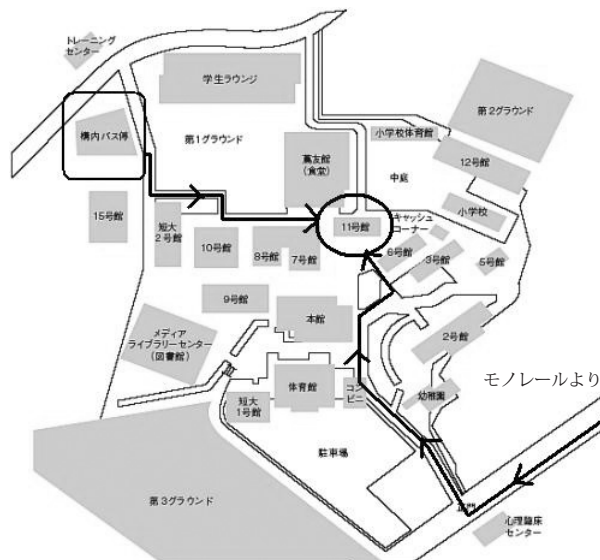 トレーニング
センター
学生ラウンジ
構内バス停
第1グラウンド
第2グラウンド
蔦友館
(食堂)
小学校体育館
12号館
中庭
15号館
短大
2号館
11号館
キャッシュ
コーナー
小学校
10号館
8号館
7号館
6号館
3号館
5号館
9号館
本館
2号館
メディア
ライブラリーセンター
(図書館)
モノレールより
体育館
コン
ビニ
幼稚園
短大
1号館
駐車場
第3グラウンド
正門
心理臨床
センター